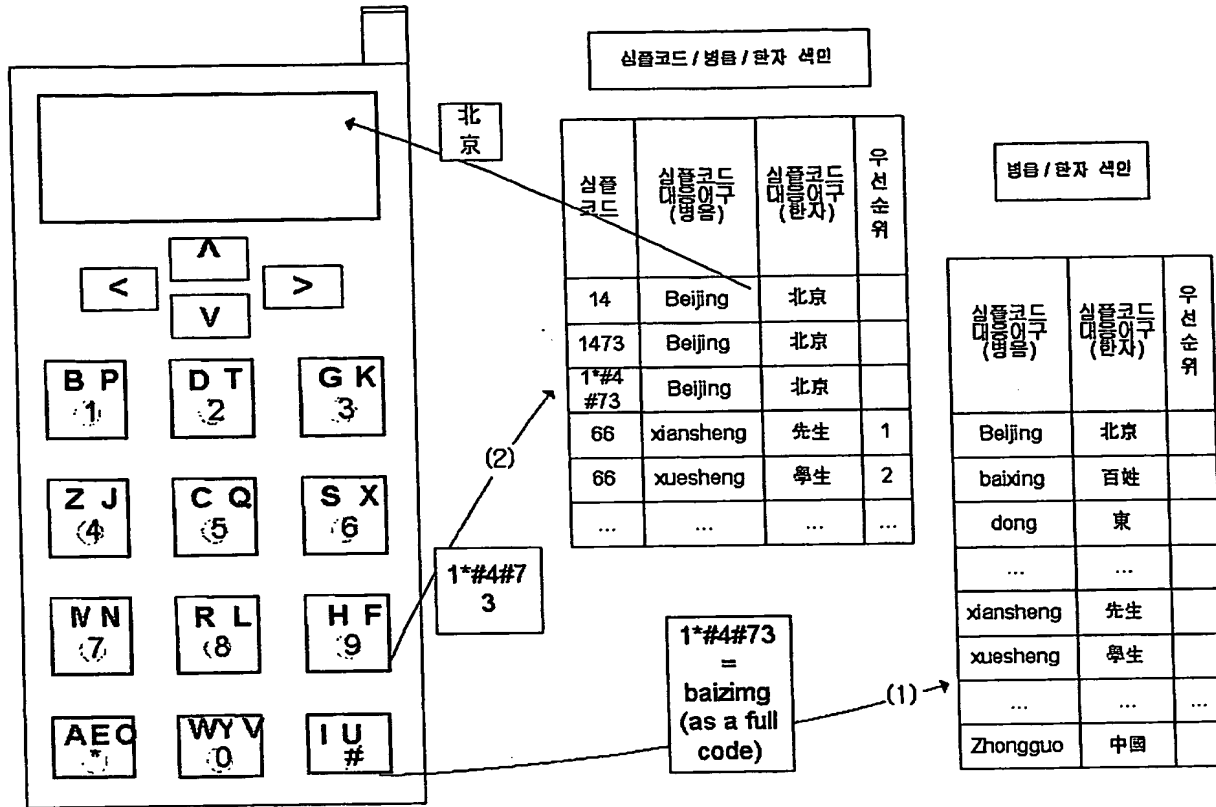 심플코드 / 병음 / 한자 색인
北
京
심플
코드
심플코드
대응어구
(병음)
심플코드
대응어구
(한자)
우
선
순
위
14 Beijing 北京
1473 Beijing 北京
1*#4
#73 Beijing 北京
66 xiansheng 先生 1
66 xuesheng 學生 2
... ... ... ...
병음 / 한자 색인
심플코드
대응어구
(병음)
심플코드
대응어구
(한자)
우
선
순
위
Beijing 北京
baixing 百姓
dong 東
... ...
xiansheng 先生
xuesheng 學生
... ... ...
Zhongguo 中國
< ∧ >
V
B P D T G K
1 2 3
Z J C Q S X
4 5 6
M N R L H F
7 8 9
A E O W Y V I U
* 0 #
(2)
1*#4#7
3
1*#4#73
=
baizimg
(as a full
code)
(1)